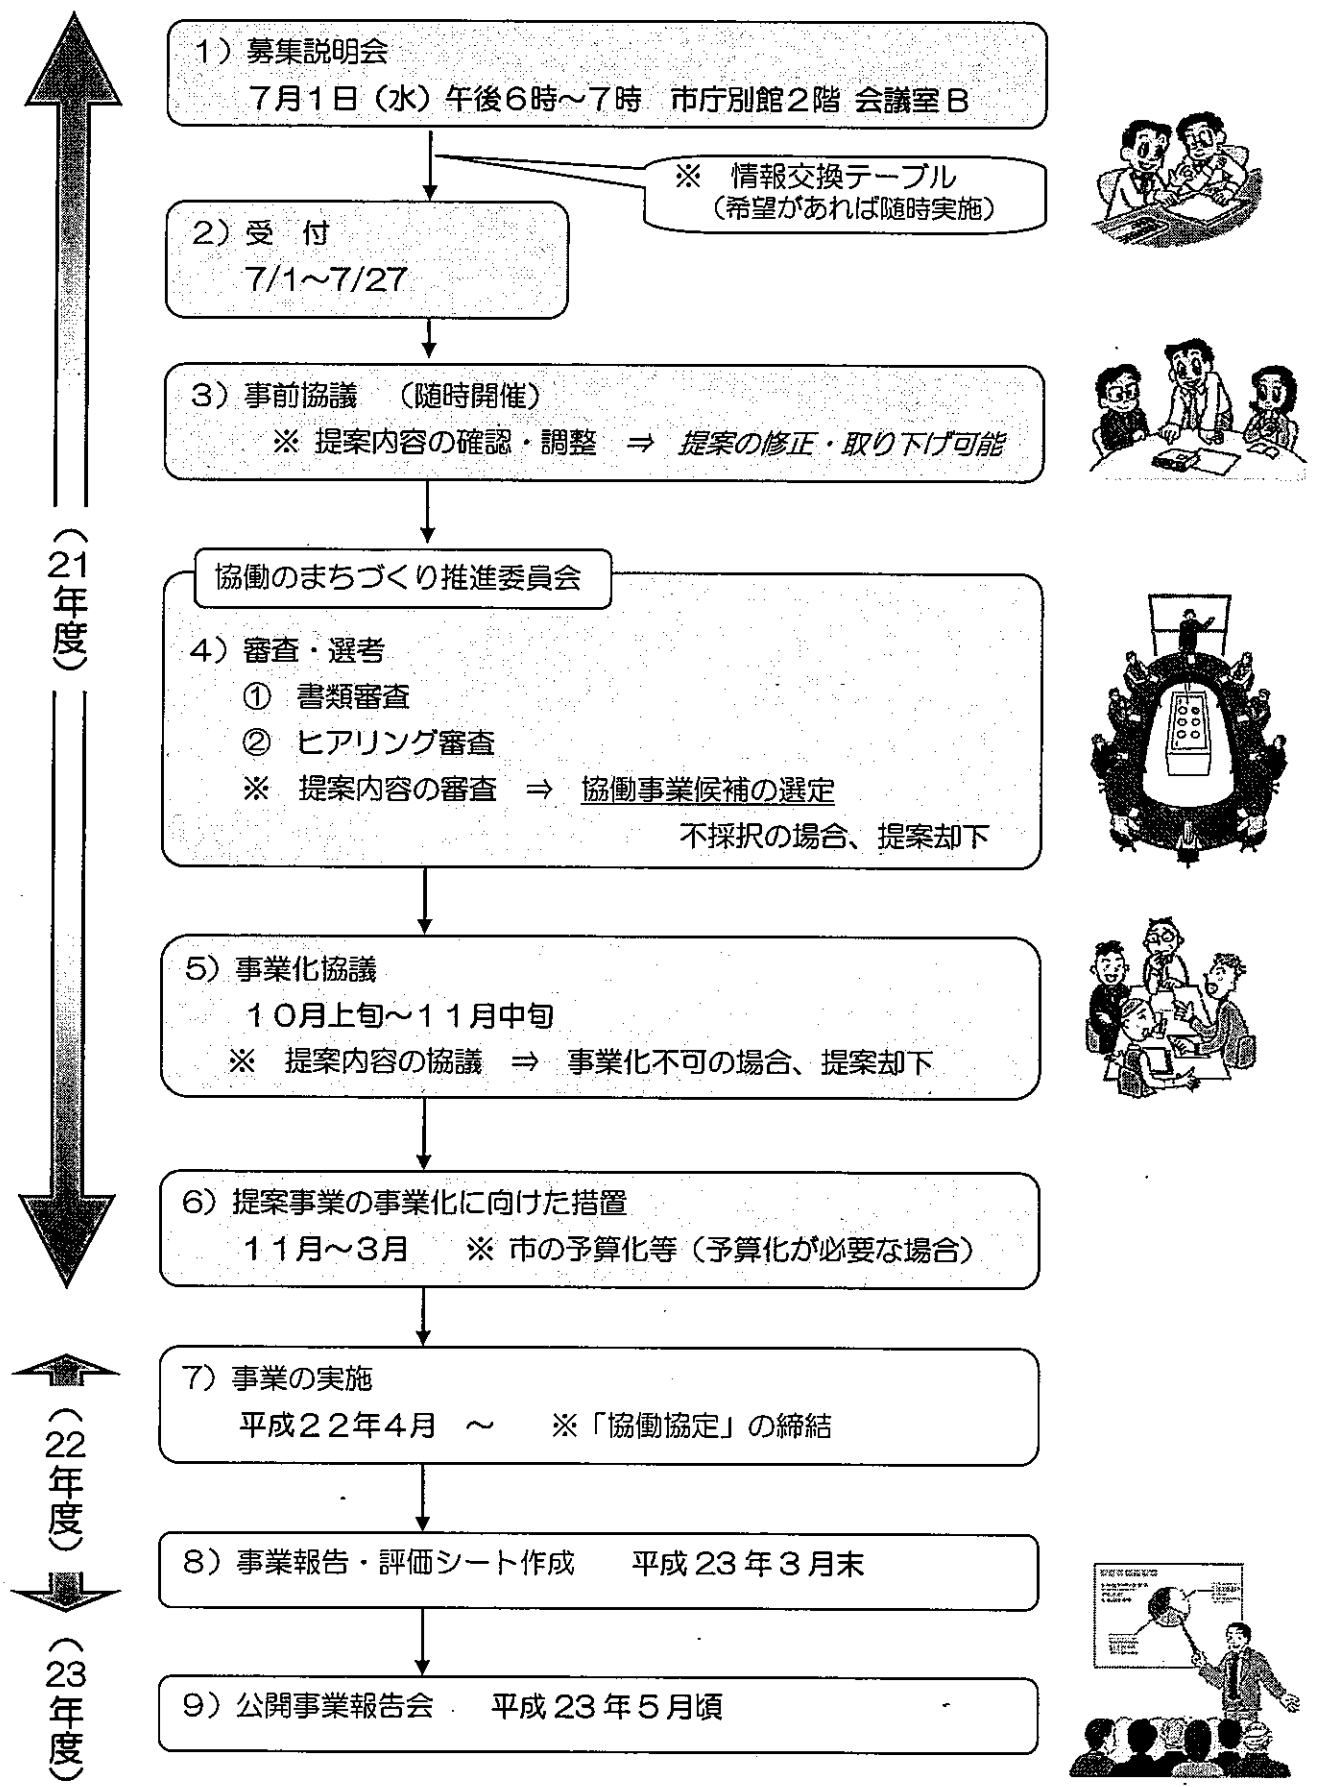 1）募集説明会
7月1日（水）午後6時～7時　市庁別館2階 会議室B
※　情報交換テーブル
（希望があれば随時実施）
2）受　付
7/1～7/27
3）事前協議　（随時開催）
※ 提案内容の確認・調整　⇒　提案の修正・取り下げ可能
（21年度）
協働のまちづくり推進委員会
4）審査・選考
①　書類審査
②　ヒアリング審査
※　提案内容の審査　⇒　協働事業候補の選定
不採択の場合、提案却下
5）事業化協議
10月上旬～11月中旬
※　提案内容の協議　⇒　事業化不可の場合、提案却下
6）提案事業の事業化に向けた措置
11月～3月　　※ 市の予算化等（予算化が必要な場合）
7）事業の実施
平成22年4月　～　　※「協働協定」の締結
（22年度）
8）事業報告・評価シート作成　　平成23年3月末
（23年度）
9）公開事業報告会　　平成23年5月頃